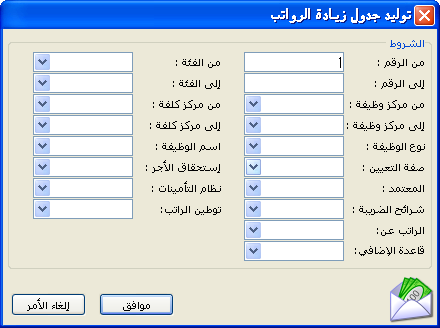 توليد جدول زيادة الرواتب
الشروط
من الرقم : 1
من الفئة :
إلى الرقم :
إلى الفئة :
من مركز وظيفة :
من مركز كلفة :
إلى مركز وظيفة :
إلى مركز كلفة :
نوع الوظيفة :
اسم الوظيفة :
صفة التعيين :
إستحقاق الأجر :
المعتمد :
نظام التأمينات :
شرائح الضريبة :
توطين الراتب :
الراتب عن :
قاعدة الإضافي :
موافق
إلغاء الأمر